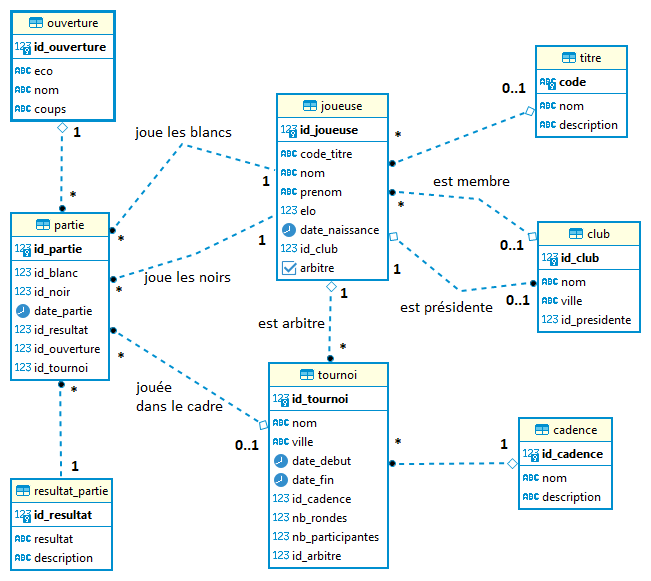 ouverture
123 id_ouverture
ABC eco
ABC nom
ABC coups
1
*
partie
123 id_partie
123 id_blanc
123 id_noir
date_partie
123 id_resultat
123 id_ouverture
123 id_tournoi
*
1
resultat_partie
123 id_resultat
ABC resultat
ABC description
joue les blancs
1
*
joue les noirs
1
*
joueuse
123 id_joueuse
ABC code_titre
ABC nom
ABC prenom
123 elo
date_naissance
123 id_club
arbitre
*
0..1
titre
ABC code
ABC nom
ABC description
est membre
*
0..1
est présidente
1
0..1
club
123 id_club
ABC nom
ABC ville
123 id_presidente
est arbitre
1
*
jouée
dans le cadre
*
0..1
tournoi
123 id_tournoi
ABC nom
ABC ville
date_debut
date_fin
123 id_cadence
123 nb_rondes
123 nb_participantes
123 id_arbitre
*
1
cadence
123 id_cadence
ABC nom
ABC description